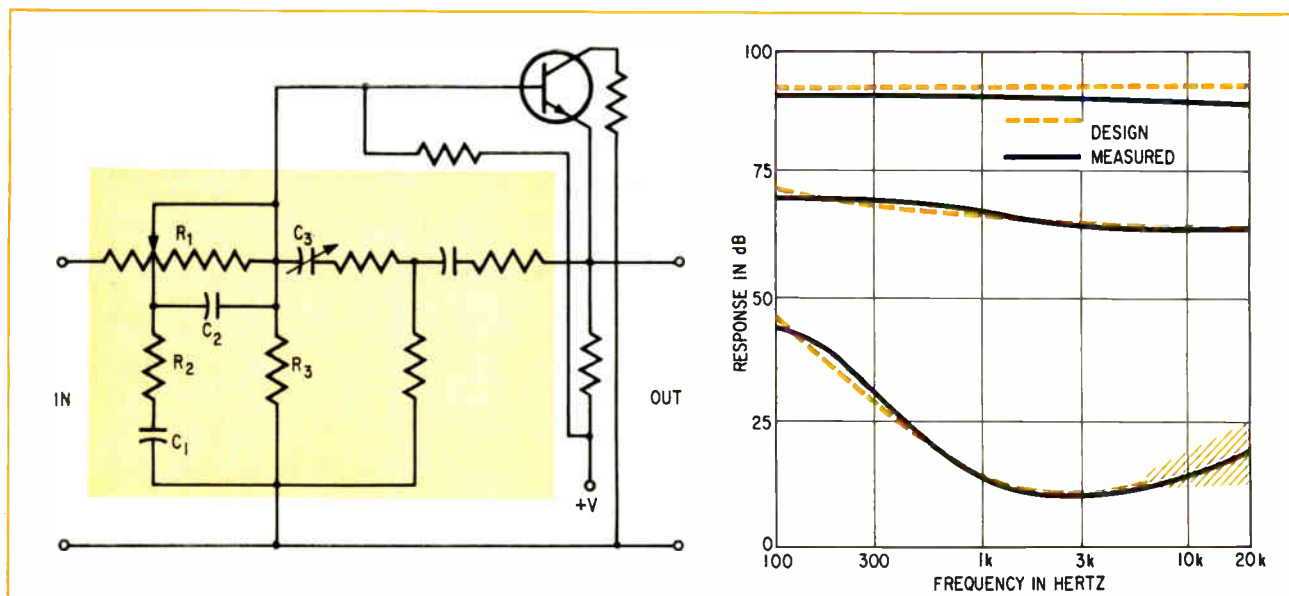 R1
C3
C2
R2
R3
IN
OUT
C1
+V
RESPONSE IN dB
100
75
50
25
0
DESIGN
MEASURED
100
300
1k
3k
10k
20k
FREQUENCY IN HERTZ